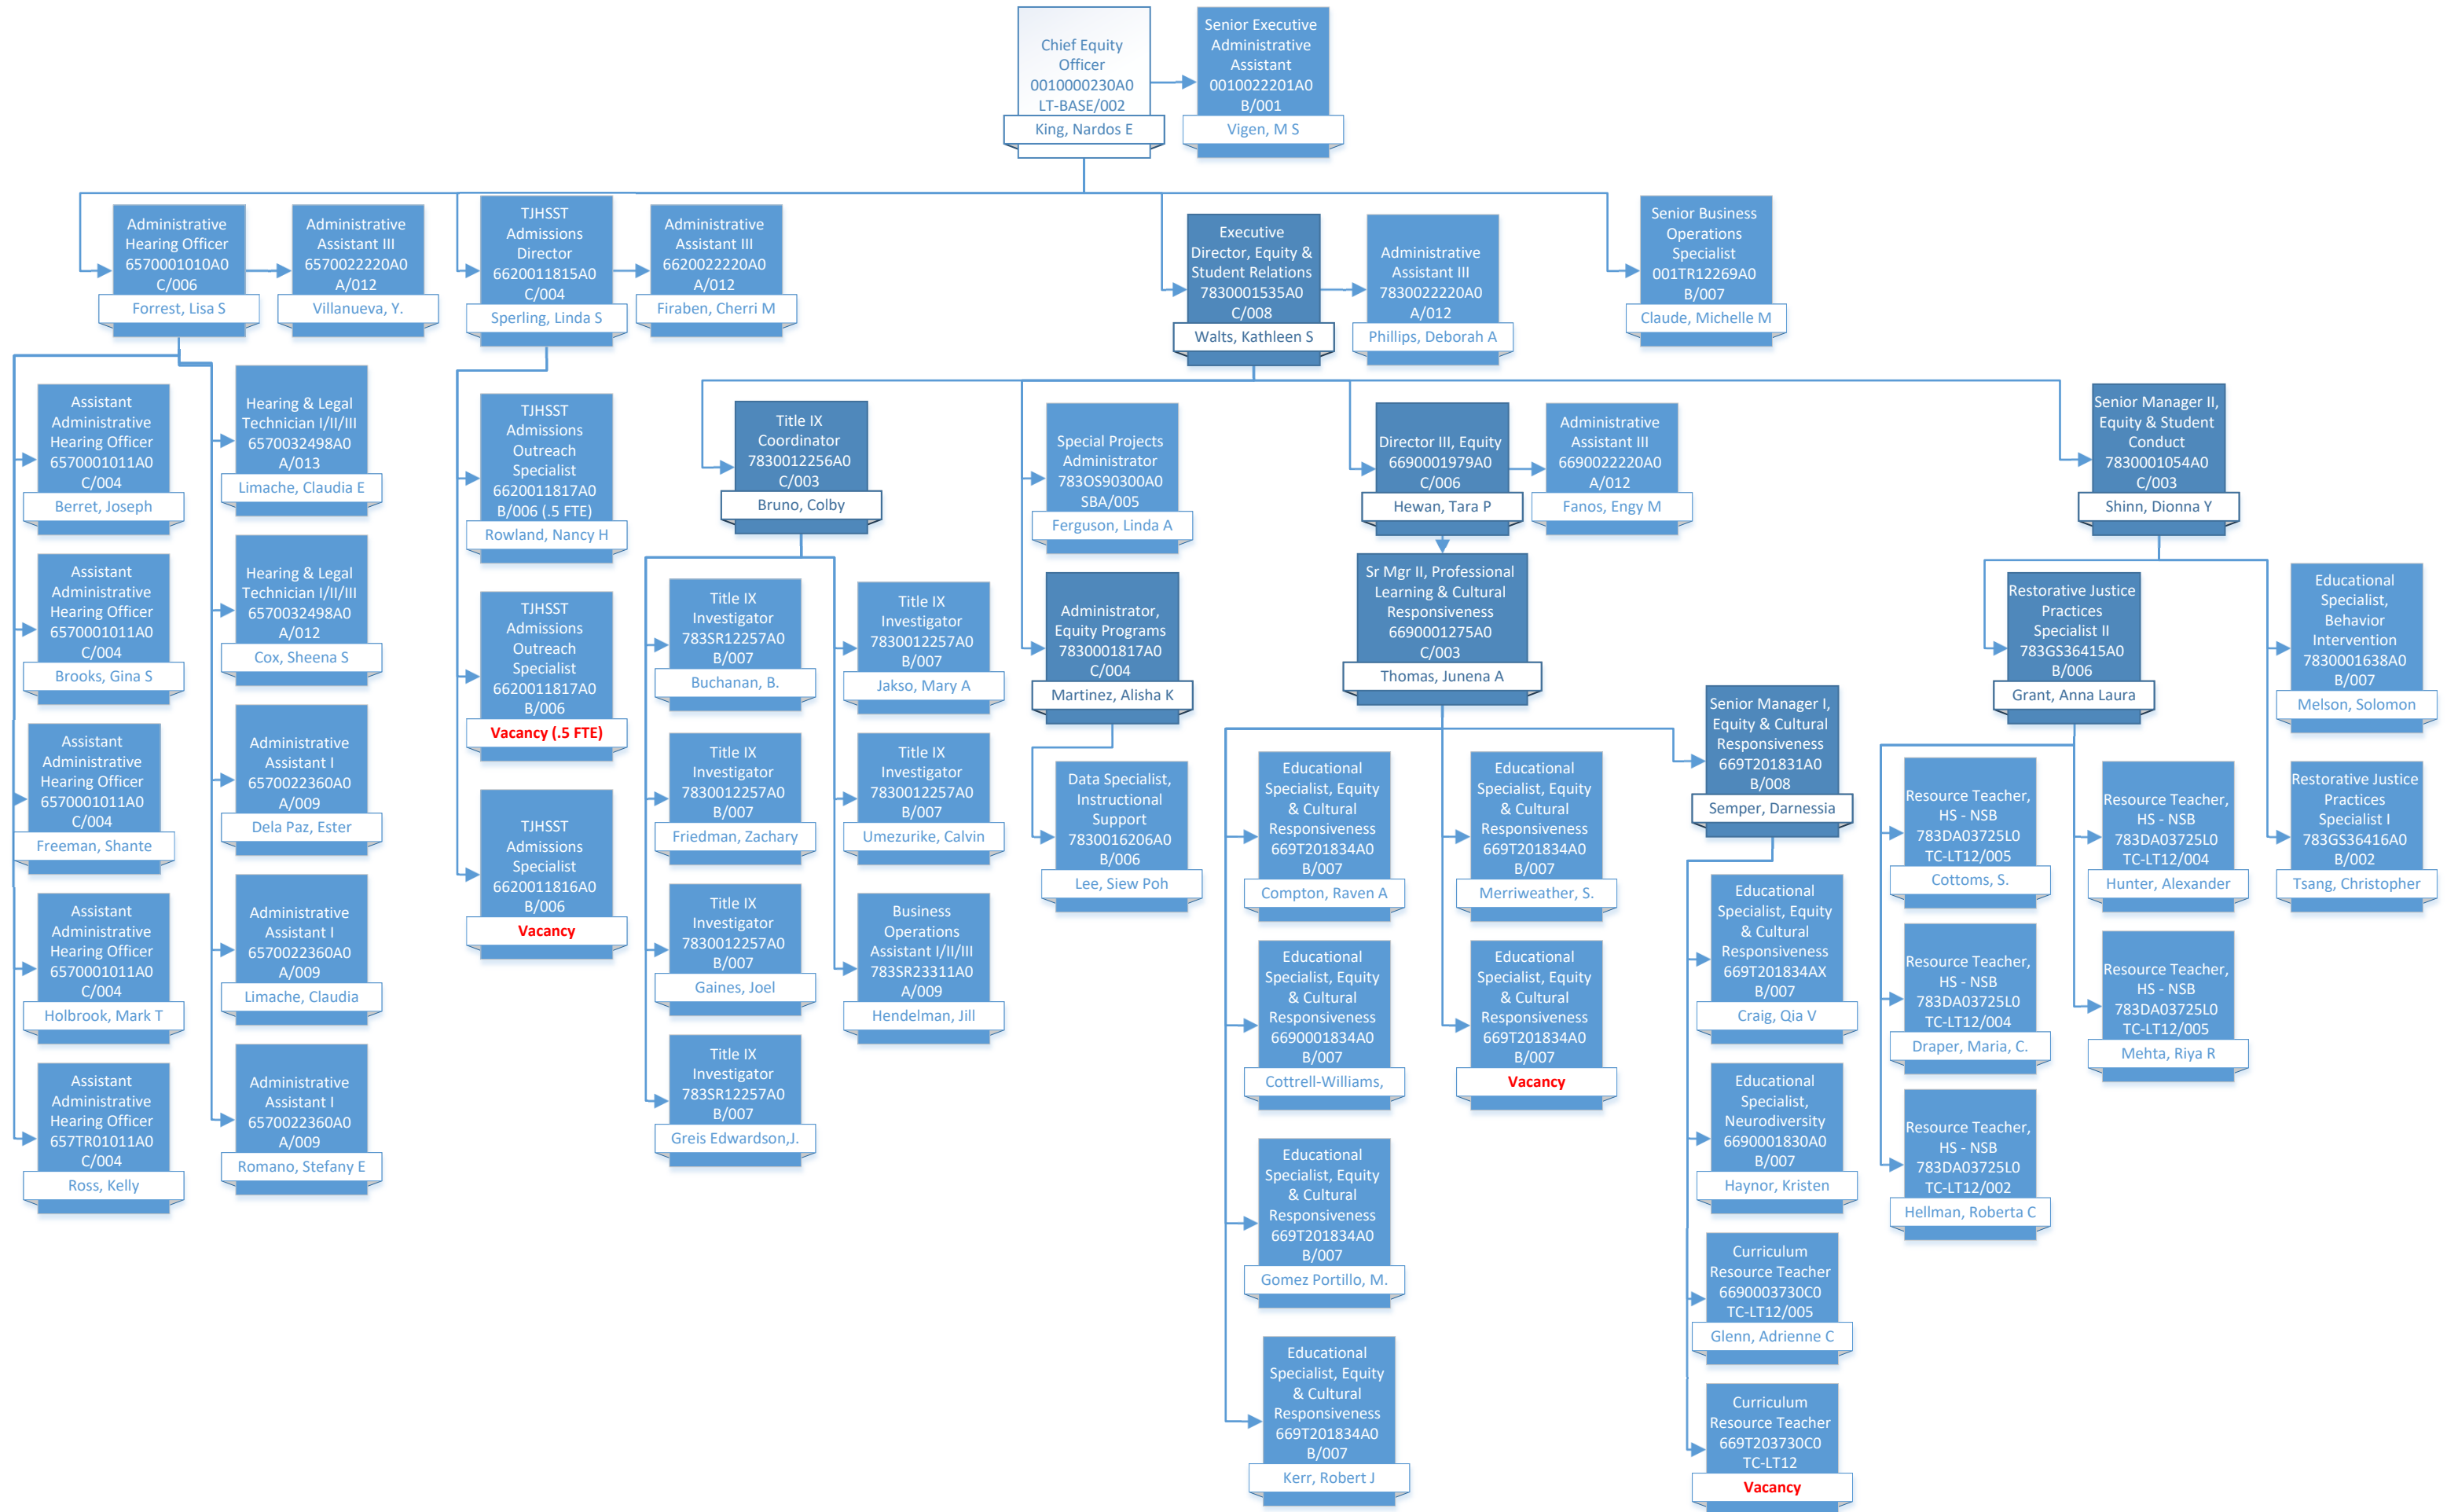 Chief Equity
Officer
0010000230A0
LT-BASE/002
King, Nardos E
Senior Executive
Administrative
Assistant
0010022201A0
B/001
Vigen, M S
Administrative
Hearing Officer
6570001010A0
C/006
Forrest, Lisa S
Administrative
Assistant III
6570022220A0
A/012
Villanueva, Y.
TJHSST
Admissions
Director
6620011815A0
C/004
Sperling, Linda S
Administrative
Assistant III
6620022220A0
A/012
Firaben, Cherri M
Executive
Director, Equity &
Student Relations
7830001535A0
C/008
Walts, Kathleen S
Administrative
Assistant III
7830022220A0
A/012
Phillips, Deborah A
Senior Business
Operations
Specialist
001TR12269A0
B/007
Claude, Michelle M
Assistant
Administrative
Hearing Officer
6570001011A0
C/004
Berret, Joseph
Assistant
Administrative
Hearing Officer
6570001011A0
C/004
Brooks, Gina S
Assistant
Administrative
Hearing Officer
6570001011A0
C/004
Freeman, Shante
Assistant
Administrative
Hearing Officer
6570001011A0
C/004
Holbrook, Mark T
Assistant
Administrative
Hearing Officer
657TR01011A0
C/004
Ross, Kelly
Hearing & Legal
Technician I/II/III
6570032498A0
A/013
Limache, Claudia E
Hearing & Legal
Technician I/II/III
6570032498A0
A/012
Cox, Sheena S
Administrative
Assistant I
6570022360A0
A/009
Dela Paz, Ester
Administrative
Assistant I
6570022360A0
A/009
Limache, Claudia
Administrative
Assistant I
6570022360A0
A/009
Romano, Stefany E
TJHSST
Admissions
Outreach
Specialist
6620011817A0
B/006 (.5 FTE)
Rowland, Nancy H
TJHSST
Admissions
Outreach
Specialist
6620011817A0
B/006
Vacancy (.5 FTE)
TJHSST
Admissions
Specialist
6620011816A0
B/006
Vacancy
Title IX
Coordinator
7830012256A0
C/003
Bruno, Colby
Title IX
Investigator
783SR12257A0
B/007
Buchanan, B.
Title IX
Investigator
7830012257A0
B/007
Friedman, Zachary
Title IX
Investigator
7830012257A0
B/007
Gaines, Joel
Title IX
Investigator
783SR12257A0
B/007
Greis Edwardson,J.
Title IX
Investigator
7830012257A0
B/007
Jakso, Mary A
Title IX
Investigator
7830012257A0
B/007
Umezurike, Calvin
Business
Operations
Assistant I/II/III
783SR23311A0
A/009
Hendelman, Jill
Special Projects
Administrator
783OS90300A0
SBA/005
Ferguson, Linda A
Administrator,
Equity Programs
7830001817A0
C/004
Martinez, Alisha K
Data Specialist,
Instructional
Support
7830016206A0
B/006
Lee, Siew Poh
Director III, Equity
6690001979A0
C/006
Hewan, Tara P
Administrative
Assistant III
6690022220A0
A/012
Fanos, Engy M
Sr Mgr II, Professional
Learning & Cultural
Responsiveness
6690001275A0
C/003
Thomas, Junena A
Educational
Specialist, Equity
& Cultural
Responsiveness
669T201834A0
B/007
Compton, Raven A
Educational
Specialist, Equity
& Cultural
Responsiveness
6690001834A0
B/007
Cottrell-Williams,
Educational
Specialist, Equity
& Cultural
Responsiveness
669T201834A0
B/007
Gomez Portillo, M.
Educational
Specialist, Equity
& Cultural
Responsiveness
669T201834A0
B/007
Kerr, Robert J
Educational
Specialist, Equity
& Cultural
Responsiveness
669T201834A0
B/007
Merriweather, S.
Educational
Specialist, Equity
& Cultural
Responsiveness
669T201834A0
B/007
Vacancy
Senior Manager I,
Equity & Cultural
Responsiveness
669T201831A0
B/008
Semper, Darnessia
Educational
Specialist, Equity
& Cultural
Responsiveness
669T201834AX
B/007
Craig, Qia V
Educational
Specialist,
Neurodiversity
6690001830A0
B/007
Haynor, Kristen
Curriculum
Resource Teacher
6690003730C0
TC-LT12/005
Glenn, Adrienne C
Curriculum
Resource Teacher
669T203730C0
TC-LT12
Vacancy
Senior Manager II,
Equity & Student
Conduct
7830001054A0
C/003
Shinn, Dionna Y
Restorative Justice
Practices
Specialist II
783GS36415A0
B/006
Grant, Anna Laura
Educational
Specialist,
Behavior
Intervention
7830001638A0
B/007
Melson, Solomon
Restorative Justice
Practices
Specialist I
783GS36416A0
B/002
Tsang, Christopher
Resource Teacher,
HS - NSB
783DA03725L0
TC-LT12/005
Cottoms, S.
Resource Teacher,
HS - NSB
783DA03725L0
TC-LT12/004
Draper, Maria, C.
Resource Teacher,
HS - NSB
783DA03725L0
TC-LT12/002
Hellman, Roberta C
Resource Teacher,
HS - NSB
783DA03725L0
TC-LT12/004
Hunter, Alexander
Resource Teacher,
HS - NSB
783DA03725L0
TC-LT12/005
Mehta, Riya R